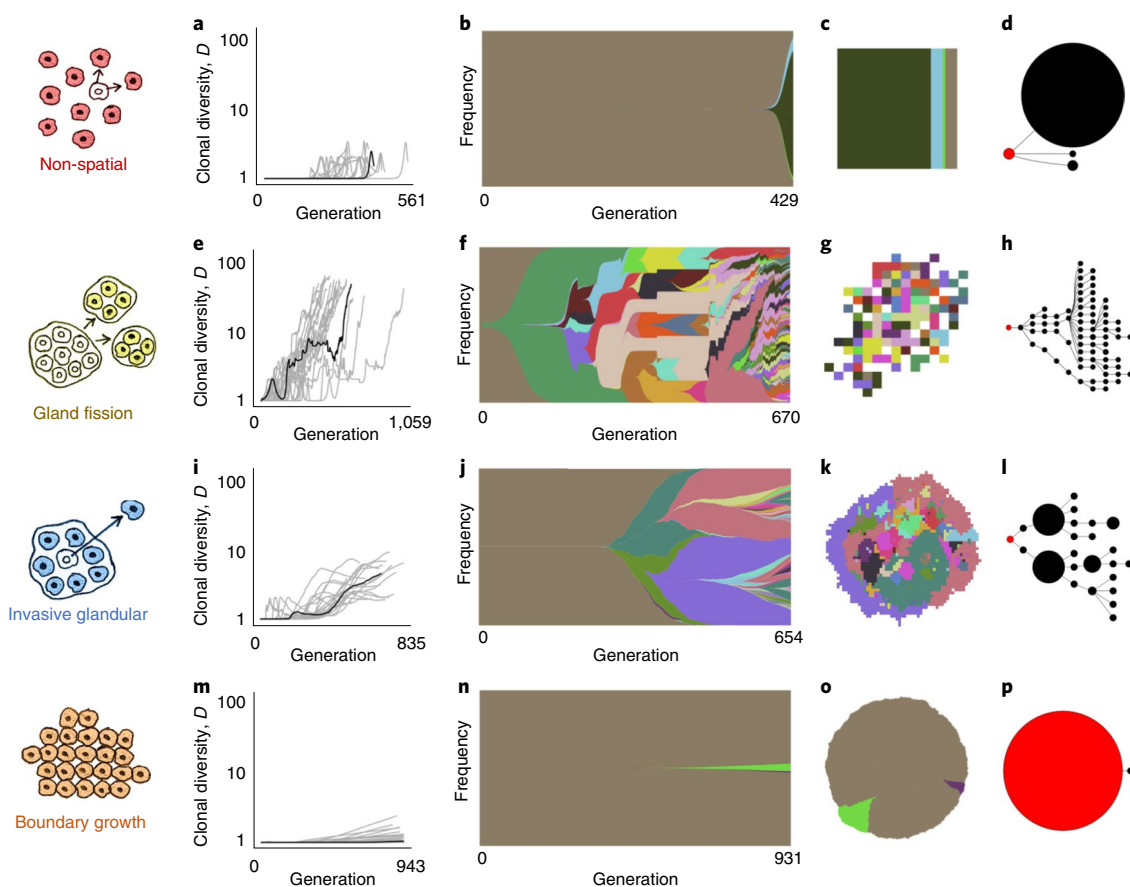 a
b
c
d
Non-spatial
Clonal diversity, D
100
10
1
0
561
Generation
Frequency
0
429
Generation
e
f
g
h
Gland fission
Clonal diversity, D
100
10
1
0
1,059
Generation
Frequency
0
670
Generation
i
j
k
l
Invasive glandular
Clonal diversity, D
100
10
1
0
835
Generation
Frequency
0
654
Generation
m
n
o
p
Boundary growth
Clonal diversity, D
100
10
1
0
943
Generation
Frequency
0
931
Generation